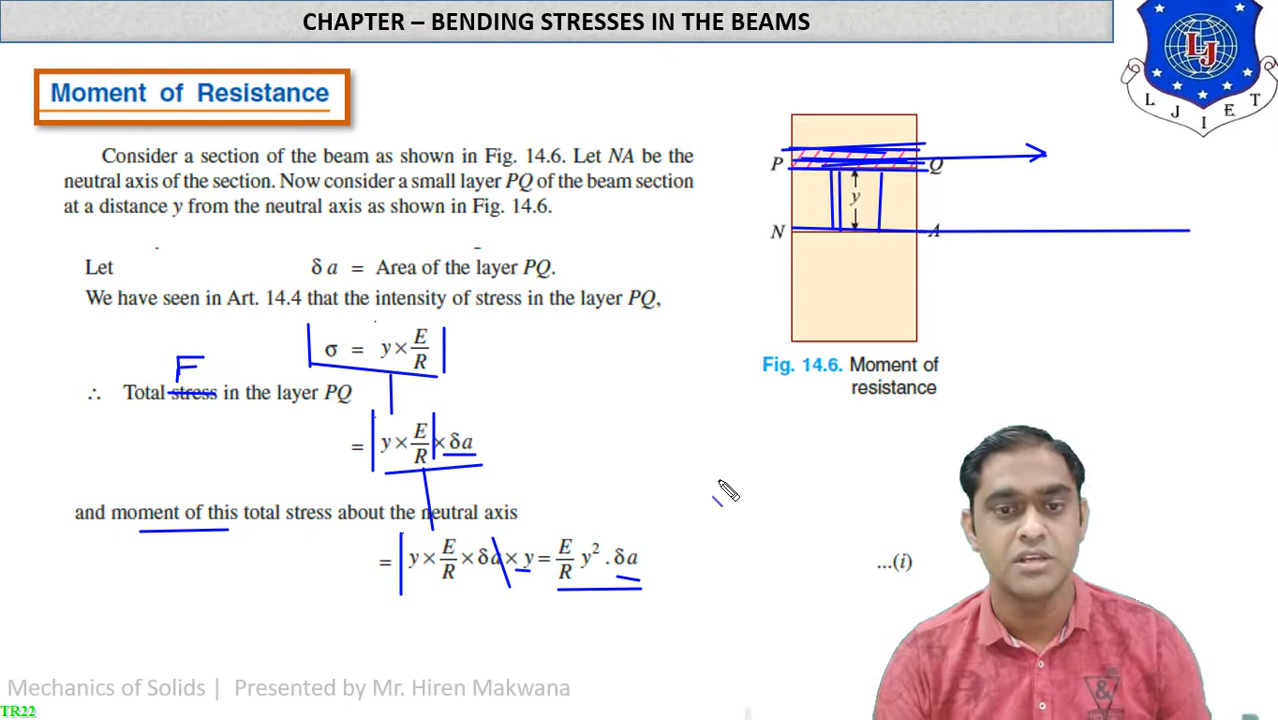 CHAPTER – BENDING STRESSES IN THE BEAMS
Moment of Resistance
Consider a section of the beam as shown in Fig. 14.6. Let NA be the
neutral axis of the section. Now consider a small layer PQ of the beam section
at a distance y from the neutral axis as shown in Fig. 14.6.
Let δ a = Area of the layer PQ.
We have seen in Art. 14.4 that the intensity of stress in the layer PQ,
σ = y × E/R
F
∴ Total stress in the layer PQ
= y × E/R × δa
and moment of this total stress about the neutral axis
= y × E/R × δa × y = E/R y² . δa ...(i)
P Q
y
N A
Fig. 14.6. Moment of
resistance
LJ
L J I E T
Mechanics of Solids | Presented by Mr. Hiren Makwana
TR22